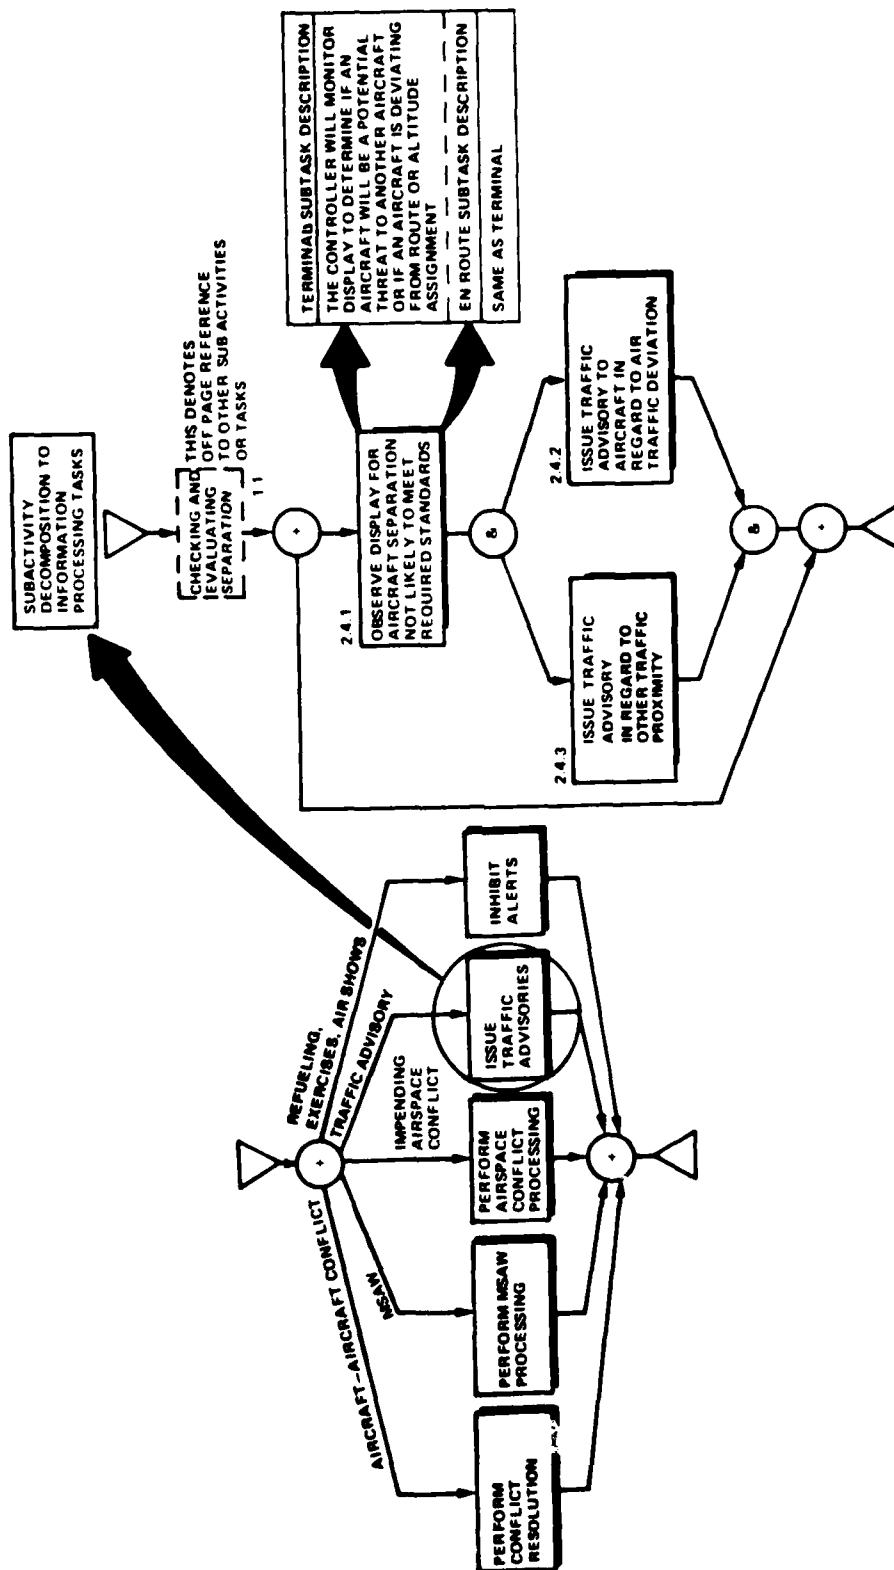 REFUELING,
EXERCISES, AIR SHOWS
TRAFFIC ADVISORY
IMPENDING
AIRSPACE
CONFLICT
MSAW
AIRCRAFT-AIRCRAFT CONFLICT
+
PERFORM
CONFLICT
RESOLUTION
PERFORM MSAW
PROCESSING
PERFORM
AIRSPACE
CONFLICT
PROCESSING
ISSUE
TRAFFIC
ADVISORIES
INHIBIT
ALERTS
+
SUBACTIVITY
DECOMPOSITION TO
INFORMATION
PROCESSING TASKS
CHECKING AND
EVALUATING
SEPARATION
1 1
THIS DENOTES
OFF PAGE REFERENCE
TO OTHER SUB ACTIVITIES
OR TASKS
+
2.4.1
OBSERVE DISPLAY FOR
AIRCRAFT SEPARATION
NOT LIKELY TO MEET
REQUIRED STANDARDS
TERMINAL SUBTASK DESCRIPTION
THE CONTROLLER WILL MONITOR
DISPLAY TO DETERMINE IF AN
AIRCRAFT WILL BE A POTENTIAL
THREAT TO ANOTHER AIRCRAFT
OR IF AN AIRCRAFT IS DEVIATING
FROM ROUTE OR ALTITUDE
ASSIGNMENT
EN ROUTE SUBTASK DESCRIPTION
SAME AS TERMINAL
&
2.4.3
ISSUE TRAFFIC
ADVISORY
IN REGARD TO
OTHER TRAFFIC
PROXIMITY
2.4.2
ISSUE TRAFFIC
ADVISORY TO
AIRCRAFT IN
REGARD TO AIR
TRAFFIC DEVIATION
&
+